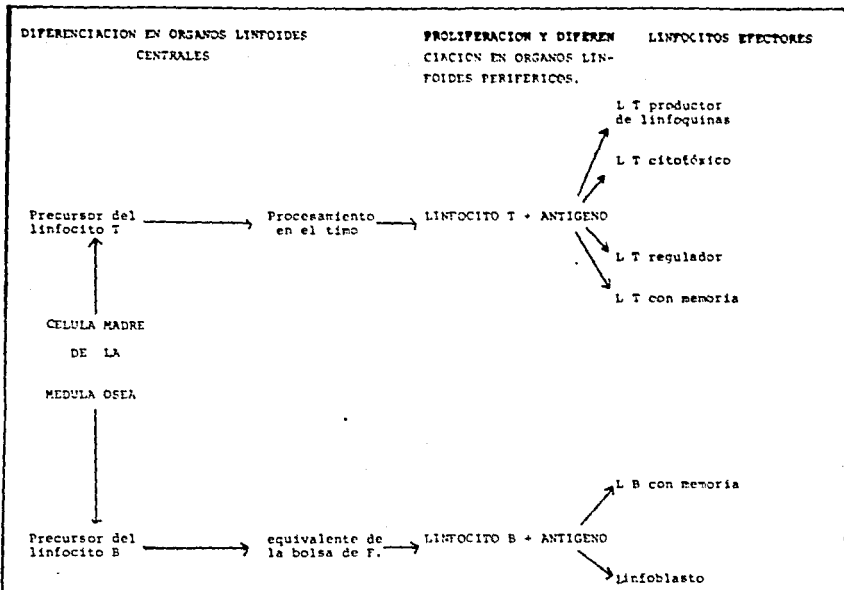 DIFERENCIACION EN ORGANOS LINFOIDES
CENTRALES
PROLIFERACION Y DIFEREN
CIACION EN ORGANOS LIN-
FOIDES PERIFERICOS.
LINFOCITOS EFECTORES
L T productor
de linfoquinas
L T citotóxico
Precursor del
linfocito T
Procesamiento
en el timo
LINFOCITO T + ANTIGENO
L T regulador
L T con memoria
CELULA MADRE
DE LA
MEDULA OSEA
L B con memoria
Precursor del
linfocito B
equivalente de
la bolsa de F.
LINFOCITO B + ANTIGENO
Linfoblasto